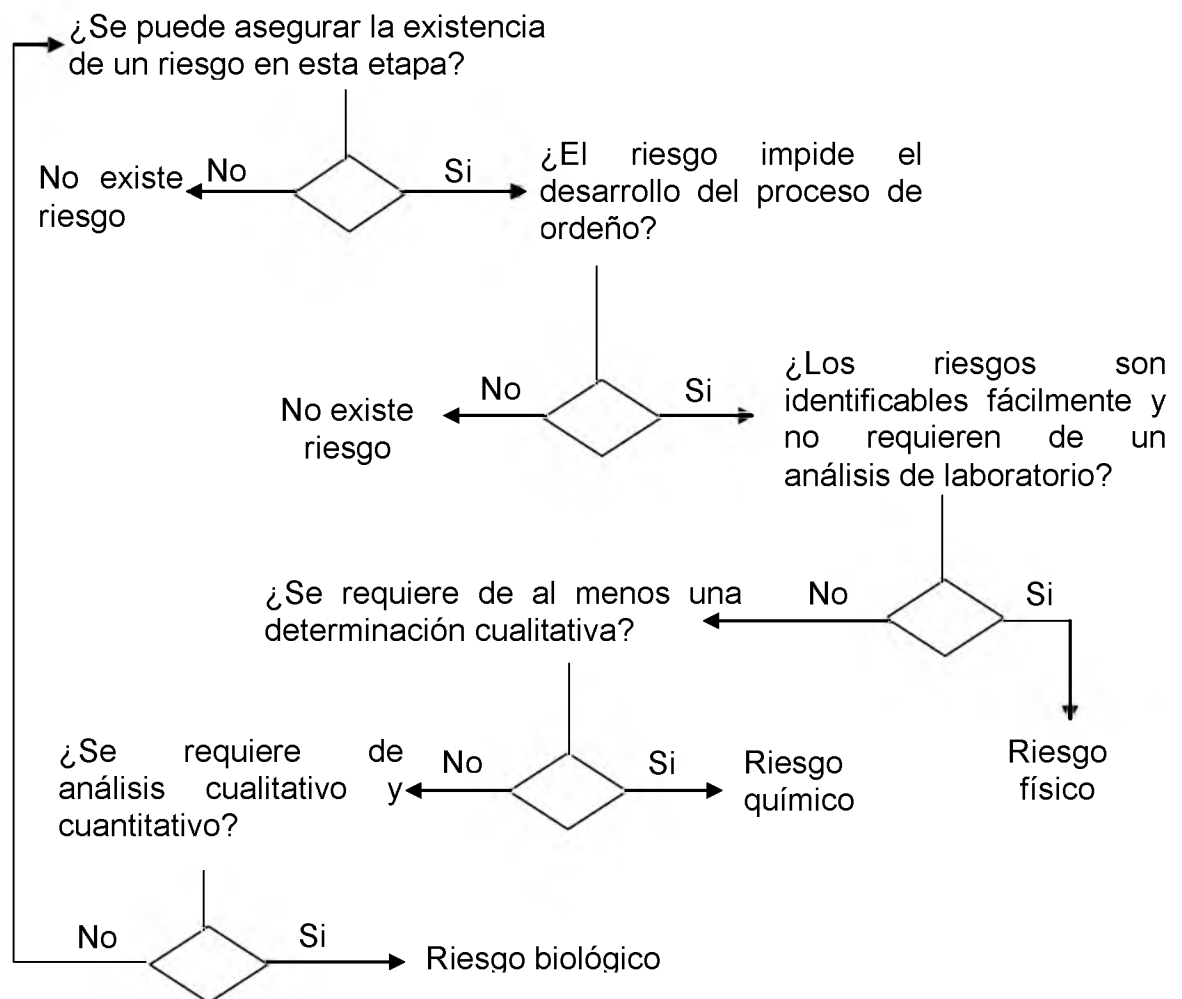 ¿Se puede asegurar la existencia
de un riesgo en esta etapa?
No existe
riesgo
No
Si
¿El riesgo impide el
desarrollo del proceso de
ordeño?
No existe
riesgo
No
Si
¿Los riesgos son
identificables fácilmente y
no requieren de un
análisis de laboratorio?
No
Si
¿Se requiere de al menos una
determinación cualitativa?
Riesgo
físico
No
Si
Riesgo
químico
¿Se requiere de
análisis cualitativo y
cuantitativo?
No
Si
Riesgo biológico